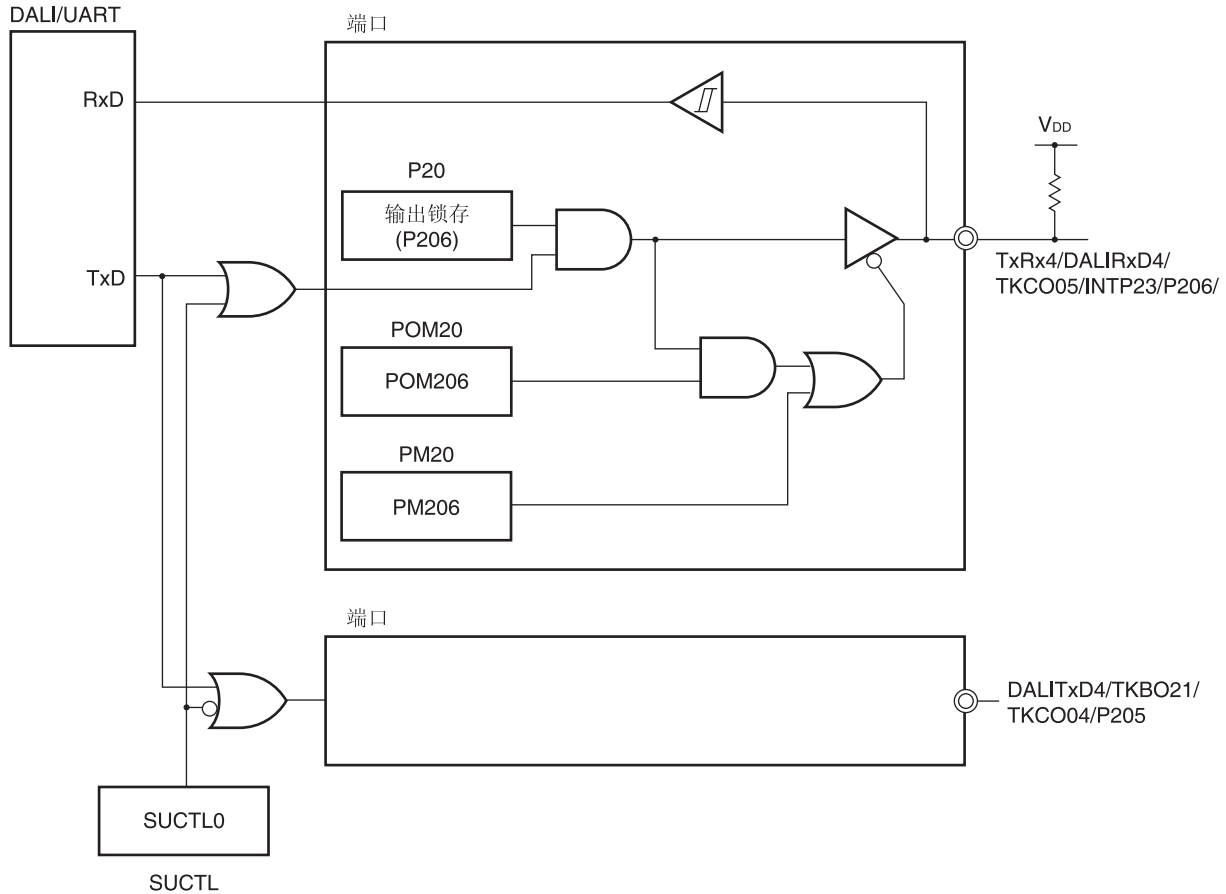 DALI/UART
端口
RxD
VDD
P20
输出锁存
(P206)
TxD
TxRx4/DALIRxD4/
TKCO05/INTP23/P206/
POM20
POM206
PM20
PM206
端口
DALITxD4/TKBO21/
TKCO04/P205
SUCTL0
SUCTL